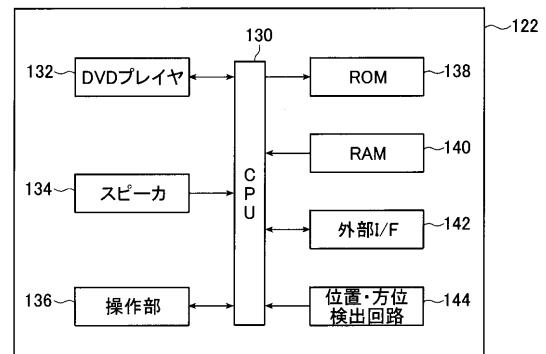 130
122
132
DVDプレイヤ
ROM
138
RAM
140
134
スピーカ
CPU
外部I/F
142
136
操作部
位置・方位
検出回路
144